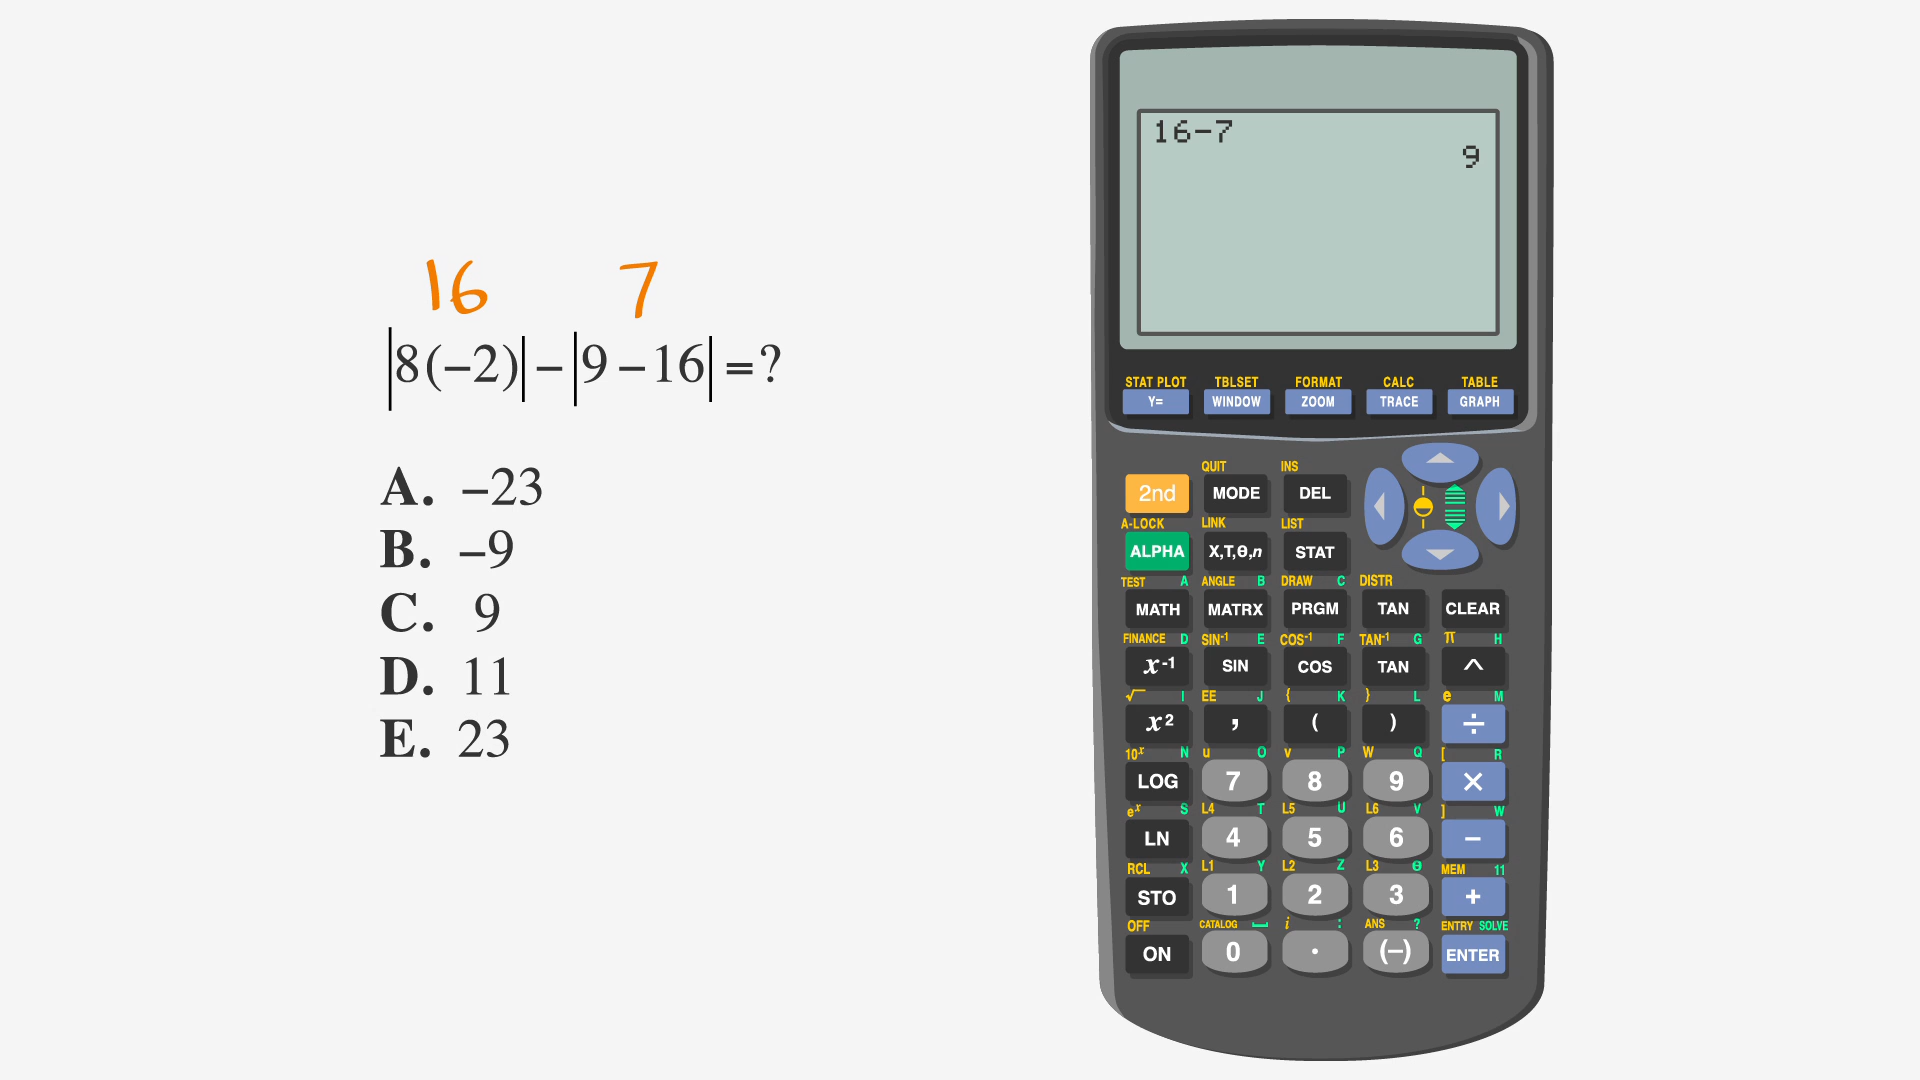 16 7
|8(−2)|−|9−16|=?
A. −23
B. −9
C. 9
D. 11
E. 23
16-7
9
STAT PLOT TBLSET FORMAT CALC TABLE
Y= WINDOW ZOOM TRACE GRAPH
QUIT INS
2nd MODE DEL
A-LOCK LINK LIST
ALPHA X,T,Θ,n STAT
TEST A ANGLE B DRAW C DISTR
MATH MATRX PRGM TAN CLEAR
FINANCE D SIN⁻¹ E COS⁻¹ F TAN⁻¹ G π H
x⁻¹ SIN COS TAN ^
√ I EE J { K } L e M
x² , ( ) ÷
10ˣ N u O v P W Q [ R
LOG 7 8 9 ×
eˣ S L4 T L5 U L6 V ] W
LN 4 5 6 −
RCL X L1 Y L2 Z L3 Θ MEM 11
STO 1 2 3 +
OFF CATALOG ⎵ i : ANS ? ENTRY SOLVE
ON 0 . (−) ENTER